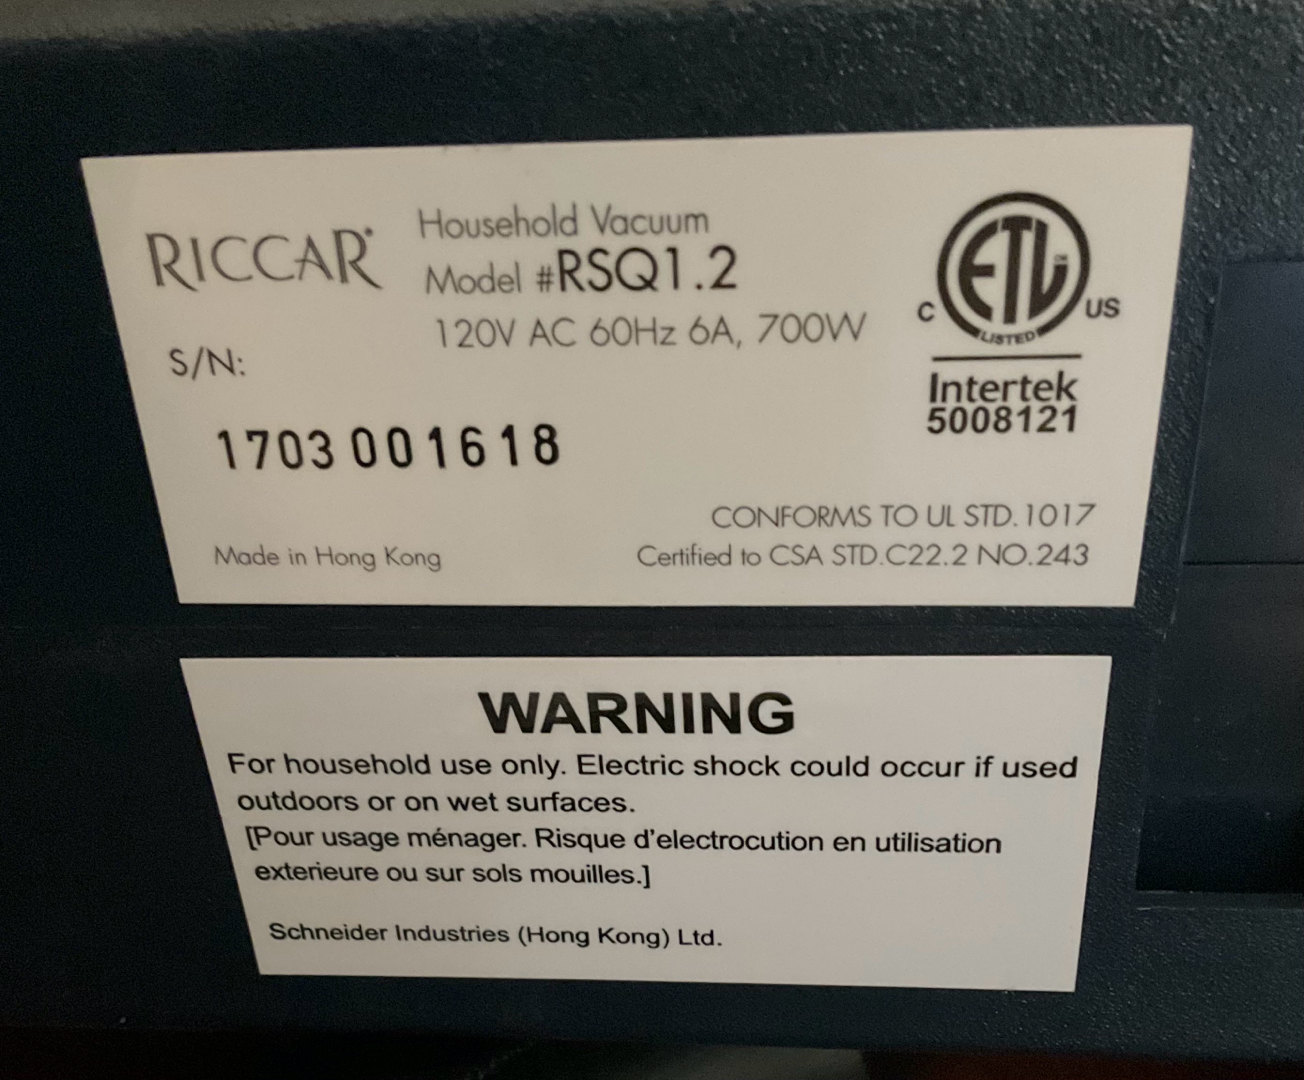 RICCAR®
Household Vacuum
Model #RSQ1.2
120V AC 60Hz 6A, 700W
S/N:
1703 001618
Made in Hong Kong
ETL
LISTED
C US
Intertek
5008121
CONFORMS TO UL STD.1017
Certified to CSA STD.C22.2 NO.243
WARNING
For household use only. Electric shock could occur if used
outdoors or on wet surfaces.
[Pour usage ménager. Risque d'electrocution en utilisation
exterieure ou sur sols mouilles.]
Schneider Industries (Hong Kong) Ltd.